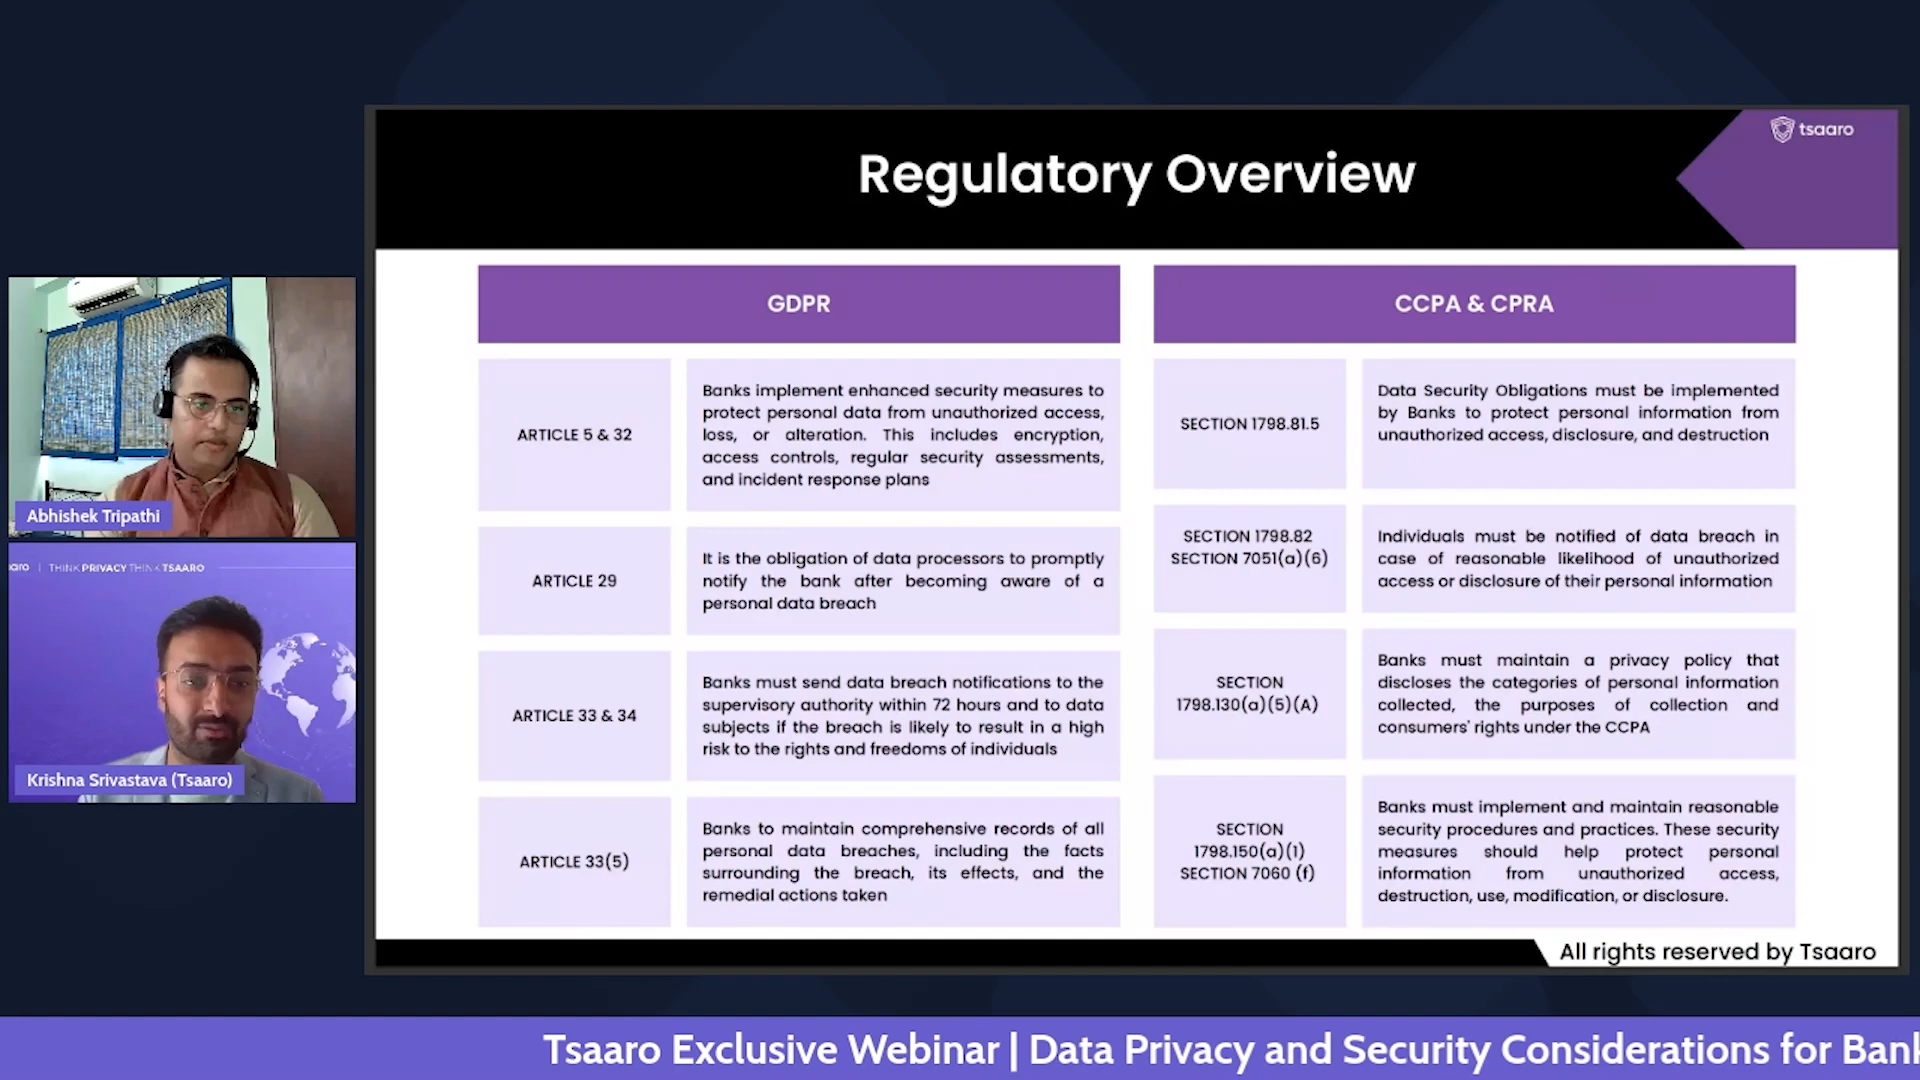 tsaaro
Regulatory Overview
GDPR
ARTICLE 5 & 32
Banks implement enhanced security measures to
protect personal data from unauthorized access,
loss, or alteration. This includes encryption,
access controls, regular security assessments,
and incident response plans
ARTICLE 29
It is the obligation of data processors to promptly
notify the bank after becoming aware of a
personal data breach
ARTICLE 33 & 34
Banks must send data breach notifications to the
supervisory authority within 72 hours and to data
subjects if the breach is likely to result in a high
risk to the rights and freedoms of individuals
ARTICLE 33(5)
Banks to maintain comprehensive records of all
personal data breaches, including the facts
surrounding the breach, its effects, and the
remedial actions taken
CCPA & CPRA
SECTION 1798.81.5
Data Security Obligations must be implemented
by Banks to protect personal information from
unauthorized access, disclosure, and destruction
SECTION 1798.82
SECTION 7051(a)(6)
Individuals must be notified of data breach in
case of reasonable likelihood of unauthorized
access or disclosure of their personal information
SECTION
1798.130(a)(5)(A)
Banks must maintain a privacy policy that
discloses the categories of personal information
collected, the purposes of collection and
consumers' rights under the CCPA
SECTION
1798.150(a)(1)
SECTION 7060 (f)
Banks must implement and maintain reasonable
security procedures and practices. These security
measures should help protect personal
information from unauthorized access,
destruction, use, modification, or disclosure.
All rights reserved by Tsaaro
Abhishek Tripathi
aro | THINK PRIVACY THINK TSAARO
Krishna Srivastava (Tsaaro)
Tsaaro Exclusive Webinar | Data Privacy and Security Considerations for Bank